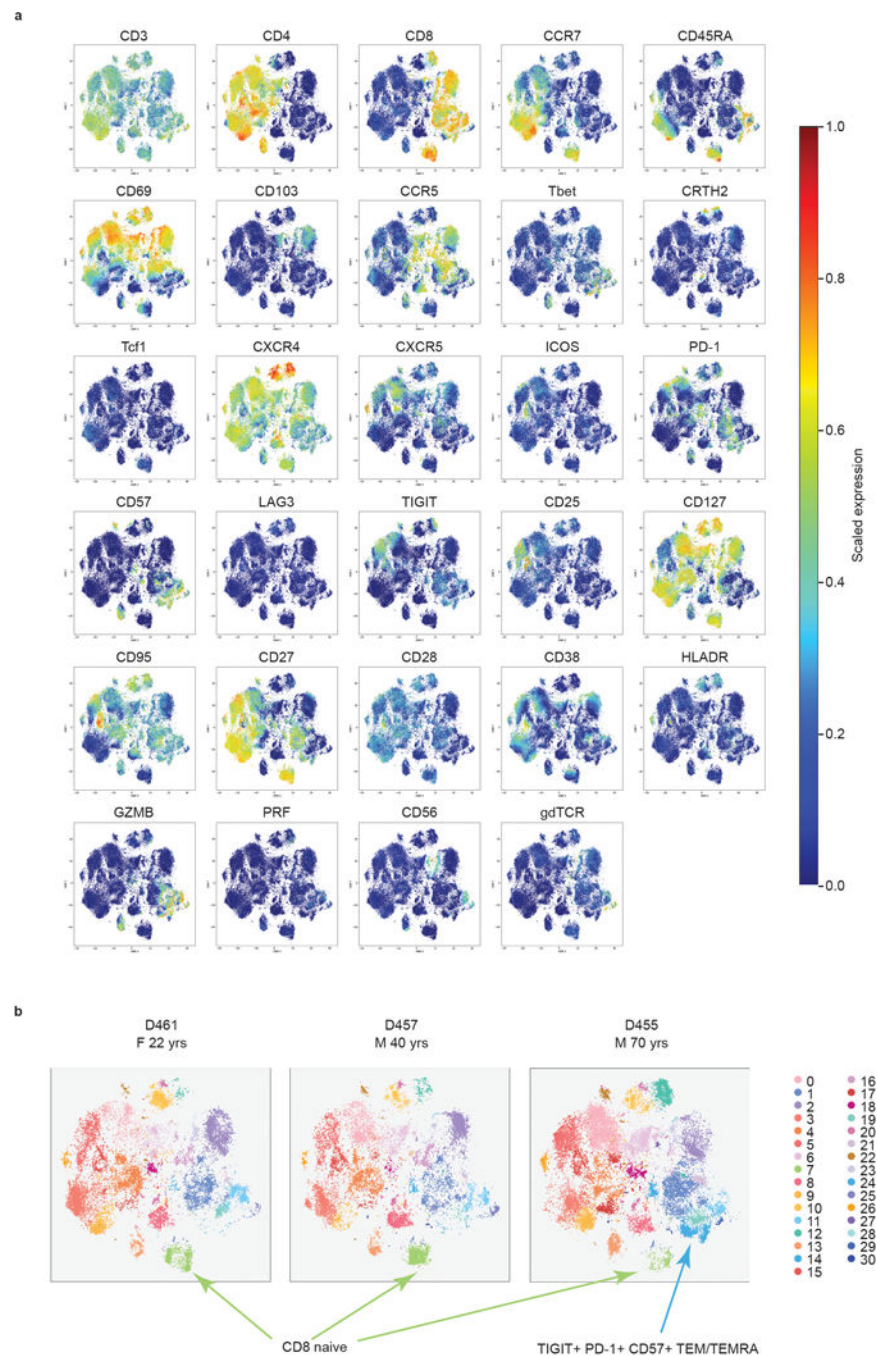 a
CD3 CD4 CD8 CCR7 CD45RA
CD69 CD103 CCR5 Tbet CRTH2
Tcf1 CXCR4 CXCR5 ICOS PD-1
CD57 LAG3 TIGIT CD25 CD127
CD95 CD27 CD28 CD38 HLADR
GZMB PRF CD56 gdTCR
1.0
0.8
0.6
0.4
0.2
0.0
Scaled expression
b
D461 D457 D455
F 22 yrs M 40 yrs M 70 yrs
0 16
1 17
2 18
3 19
4 20
5 21
6 22
7 23
8 24
9 25
10 26
11 27
12 28
13 29
14 30
15
CD8 naive
TIGIT+ PD-1+ CD57+ TEM/TEMRA